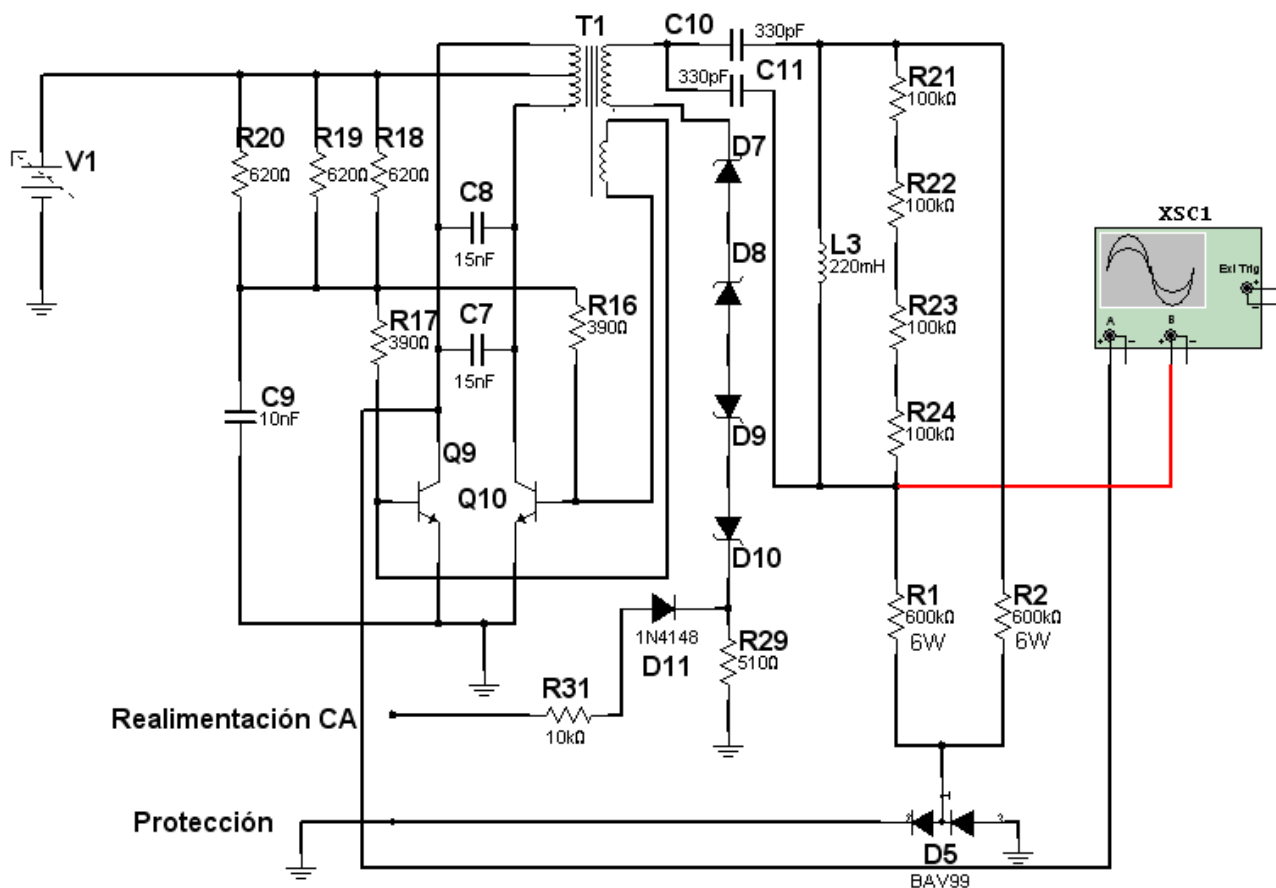 T1
C10
330pF
330pF
C11
V1
R20
620Ω
R19
620Ω
R18
620Ω
R21
100kΩ
D7
C8
15nF
R22
100kΩ
XSC1
Ext Trig
+
-
A
B
+
-
+
-
D8
L3
220mH
R17
390Ω
C7
15nF
R16
390Ω
R23
100kΩ
C9
10nF
D9
R24
100kΩ
Q9
Q10
D10
R1
600kΩ
6W
R2
600kΩ
6W
1N4148
D11
R29
510Ω
R31
10kΩ
Realimentación CA
Protección
1
2
3
D5
BAV99